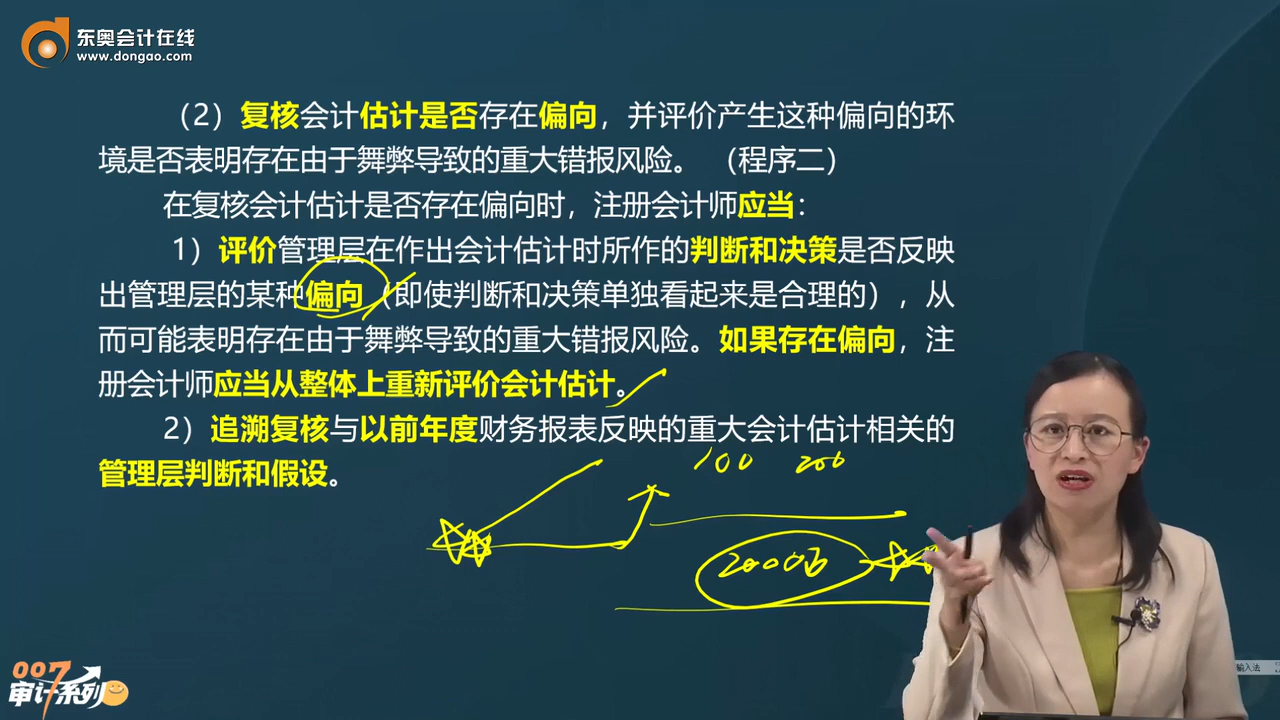 东奥会计在线
www.dongao.com
（2）复核会计估计是否存在偏向，并评价产生这种偏向的环
境是否表明存在由于舞弊导致的重大错报风险。（程序二）
在复核会计估计是否存在偏向时，注册会计师应当：
1）评价管理层在作出会计估计时所作的判断和决策是否反映
出管理层的某种偏向（即使判断和决策单独看起来是合理的），从
而可能表明存在由于舞弊导致的重大错报风险。如果存在偏向，注
册会计师应当从整体上重新评价会计估计。
2）追溯复核与以前年度财务报表反映的重大会计估计相关的
管理层判断和假设。
100 200
2000万
007
审计系列
输入法